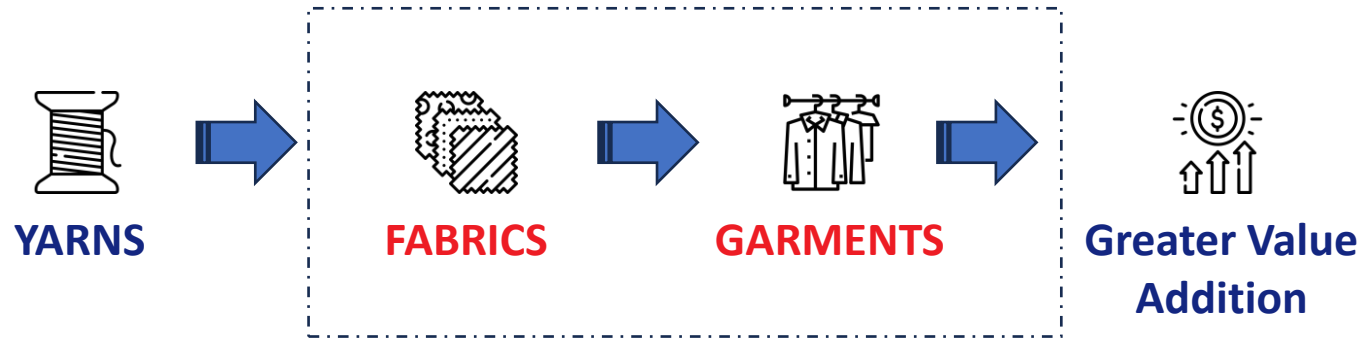 YARNS
FABRICS
GARMENTS
Greater Value
Addition
$